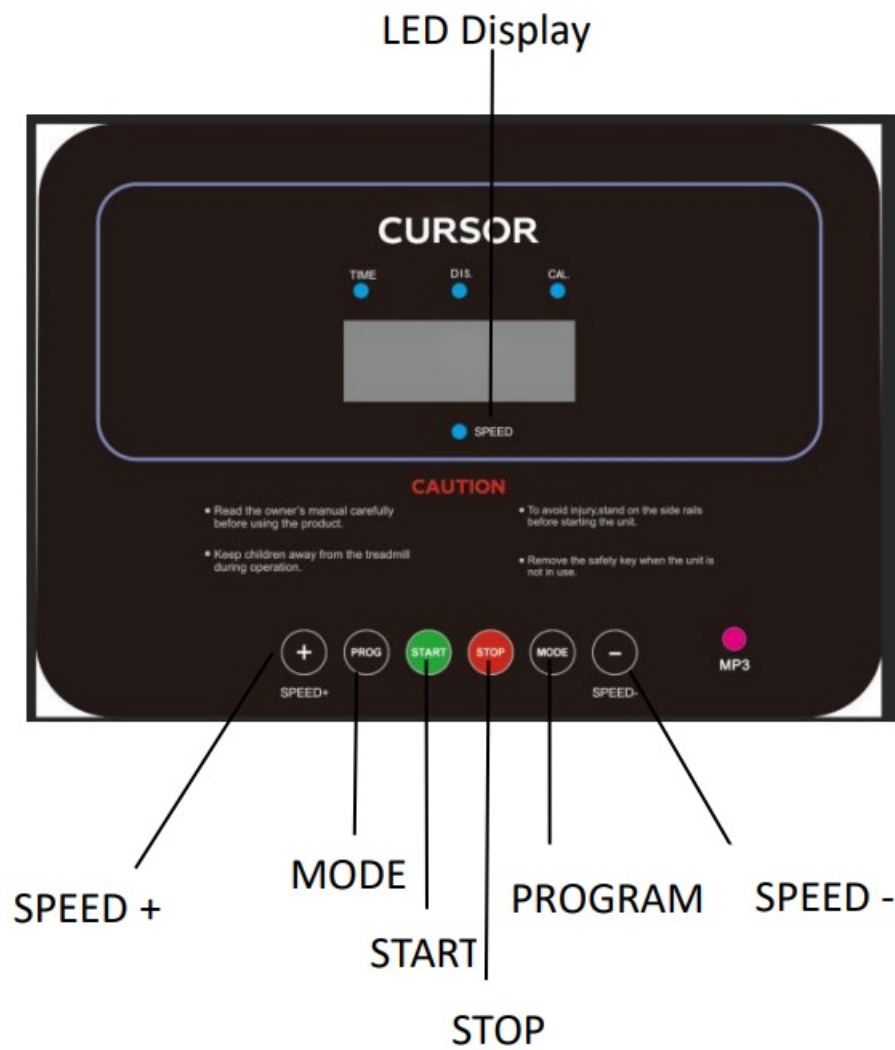 LED Display
CURSOR
TIME
DIS.
CAL.
SPEED
CAUTION
• Read the owner's manual carefully
before using the product.
• Keep children away from the treadmill
during operation.
• To avoid injury,stand on the side rails
before starting the unit.
• Remove the safety key when the unit is
not in use.
+
PROG
START
STOP
MODE
-
SPEED+
SPEED-
MP3
MODE
SPEED +
PROGRAM
SPEED -
START
STOP